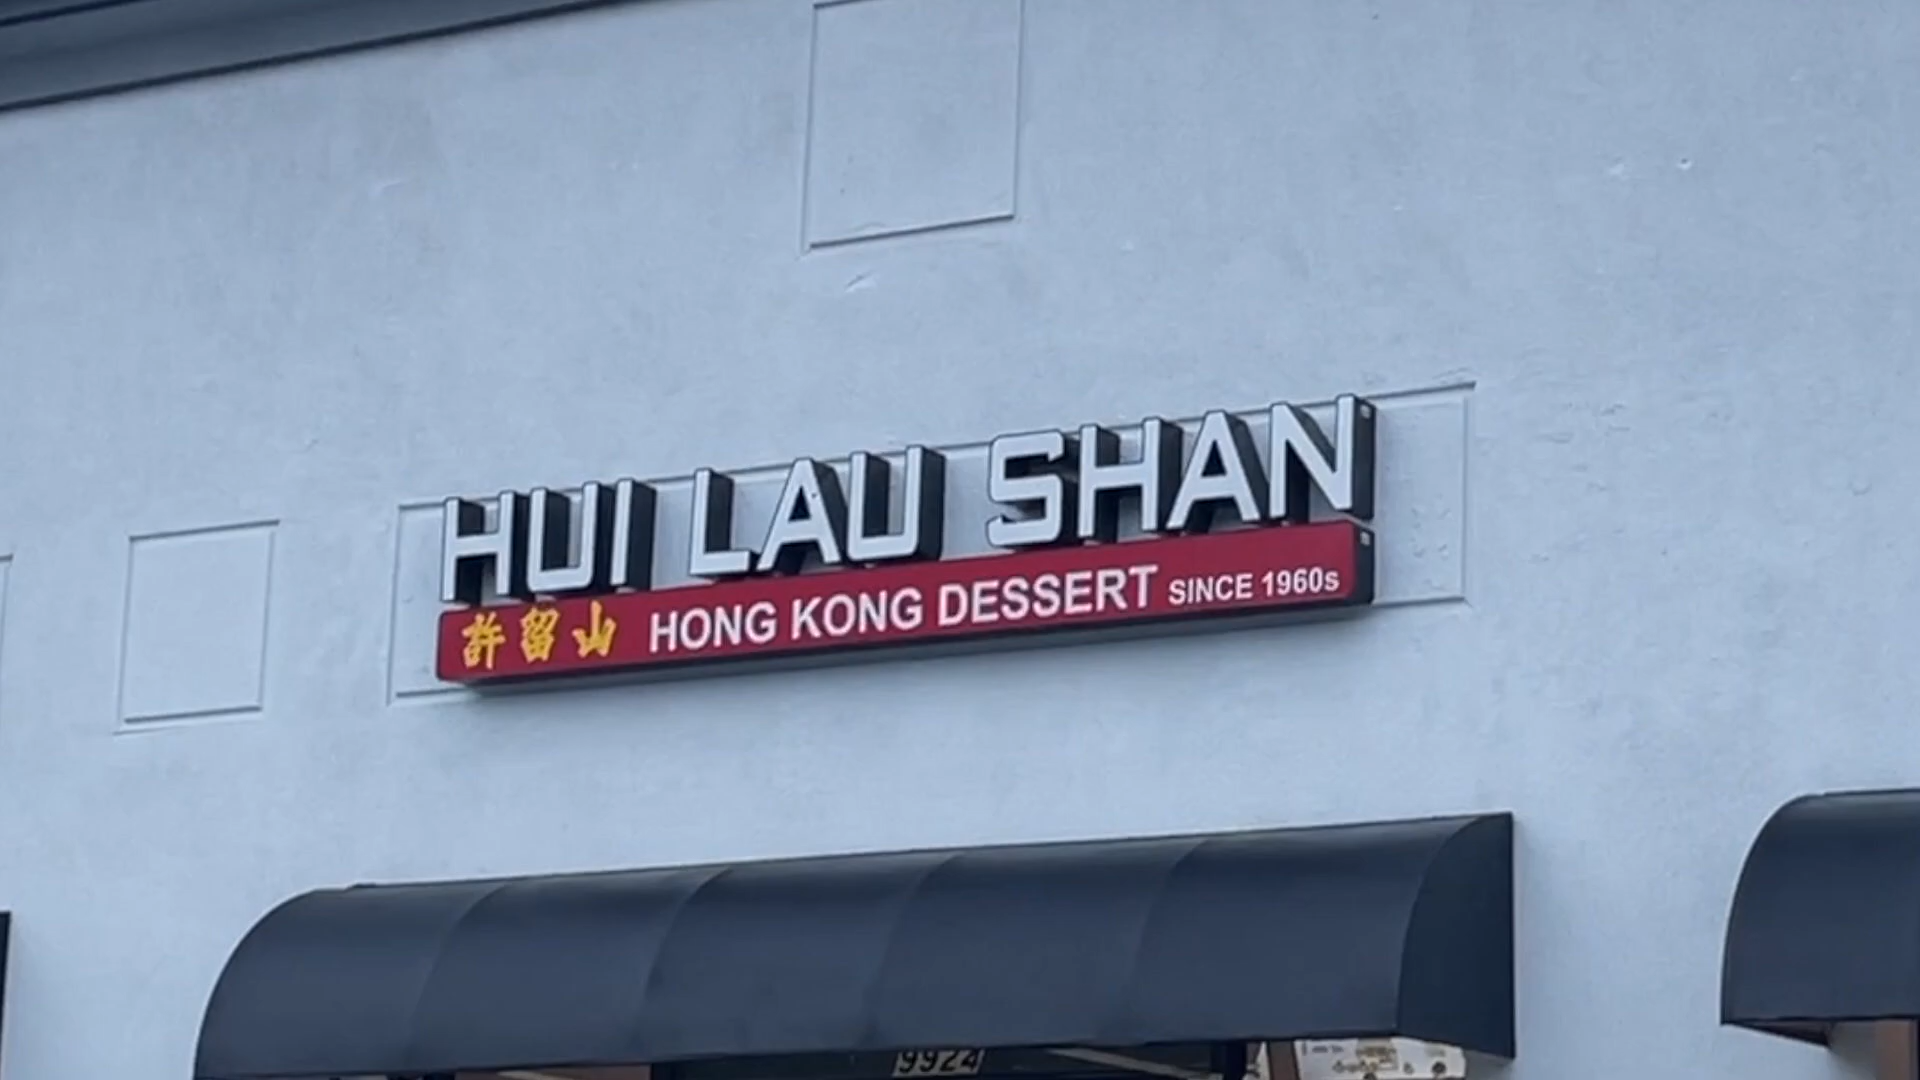 HUI LAU SHAN
許留山 HONG KONG DESSERT SINCE 1960s
9924